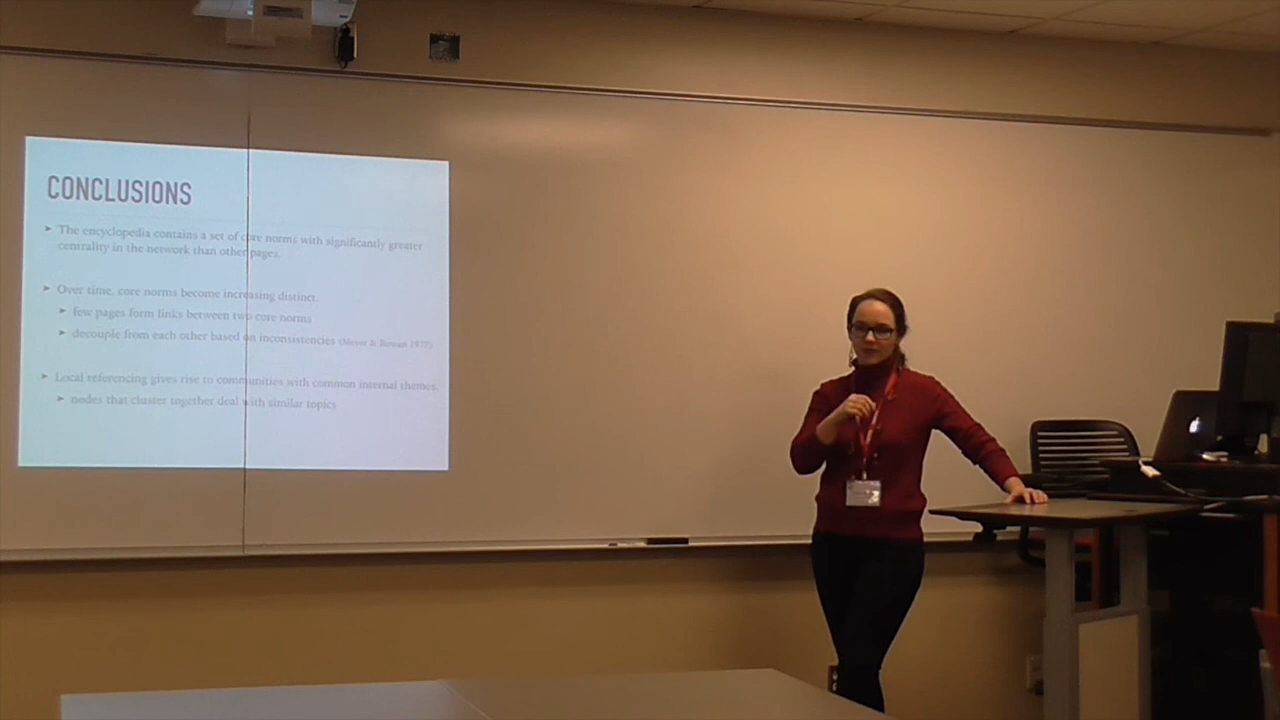 CONCLUSIONS
➤ The encyclopedia contains a set of core norms with significantly greater
centrality in the network than other pages.
➤ Over time, core norms become increasing distinct.
➤ few pages form links between two core norms
➤ decouple from each other based on inconsistencies (Meyer & Rowan 1977)
➤ Local referencing gives rise to communities with common internal themes.
➤ nodes that cluster together deal with similar topics